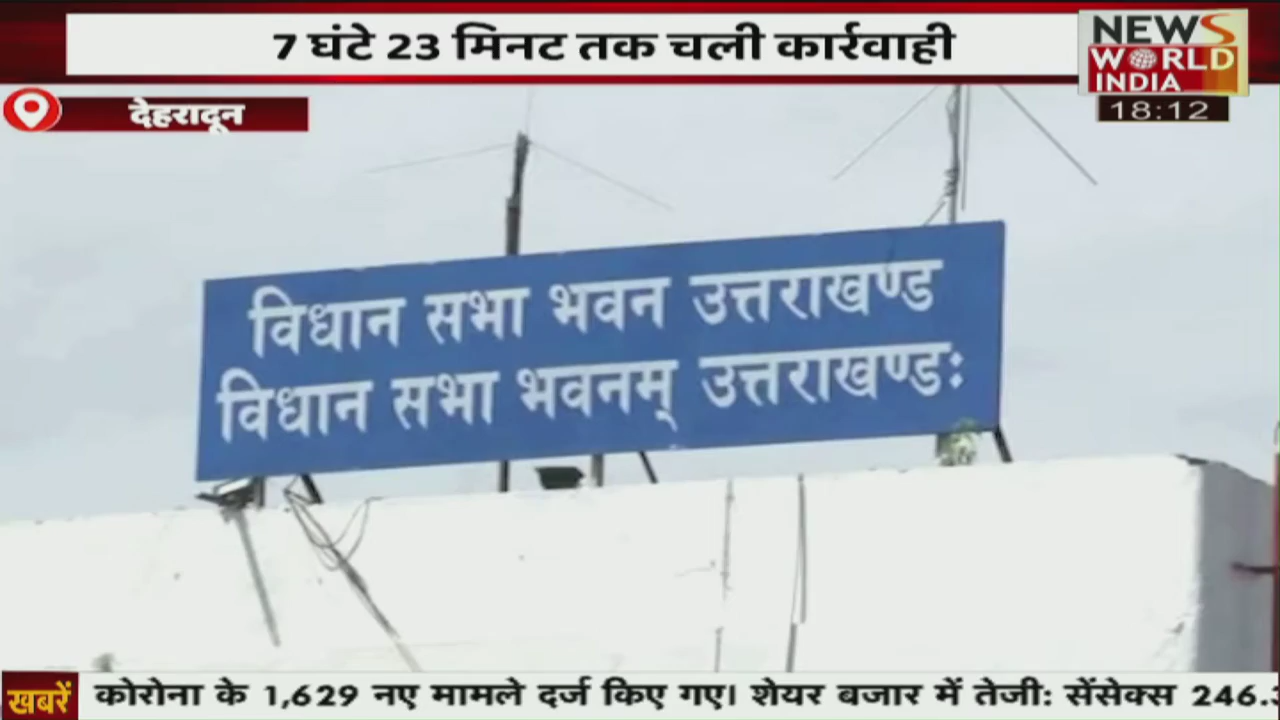 7 घंटे 23 मिनट तक चली कार्रवाही
NEWS
WORLD
INDIA
18:12
देहरादून
विधान सभा भवन उत्तराखण्ड
विधान सभा भवनम् उत्तराखण्डः
खबरें
कोरोना के 1,629 नए मामले दर्ज किए गए। शेयर बाजार में तेजी: सेंसेक्स 246.